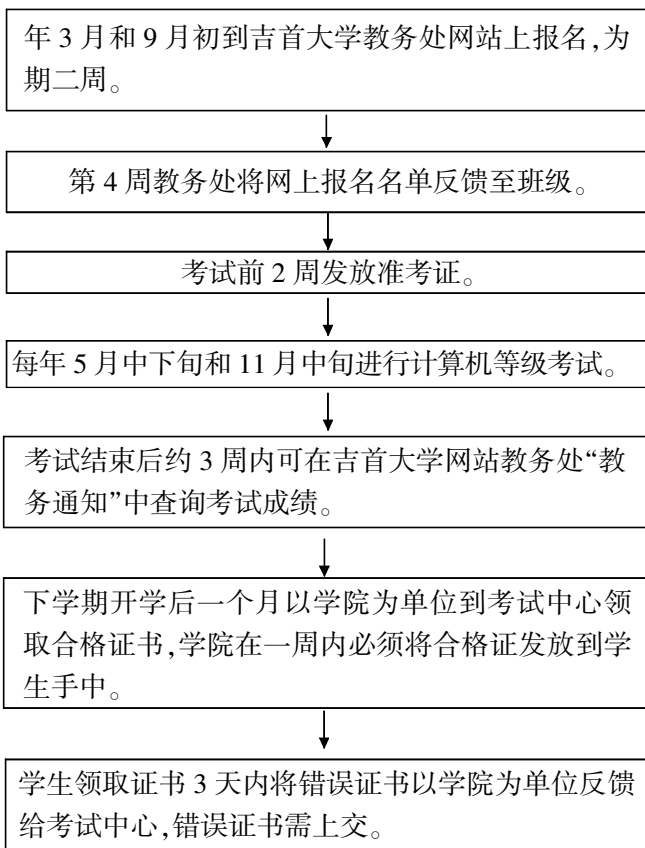 年 3 月和 9 月初到吉首大学教务处网站上报名,为
期二周。
第 4 周教务处将网上报名名单反馈至班级。
考试前 2 周发放准考证。
每年 5 月中下旬和 11 月中旬进行计算机等级考试。
考试结束后约 3 周内可在吉首大学网站教务处“教
务通知”中查询考试成绩。
下学期开学后一个月以学院为单位到考试中心领
取合格证书,学院在一周内必须将合格证发放到学
生手中。
学生领取证书 3 天内将错误证书以学院为单位反馈
给考试中心,错误证书需上交。